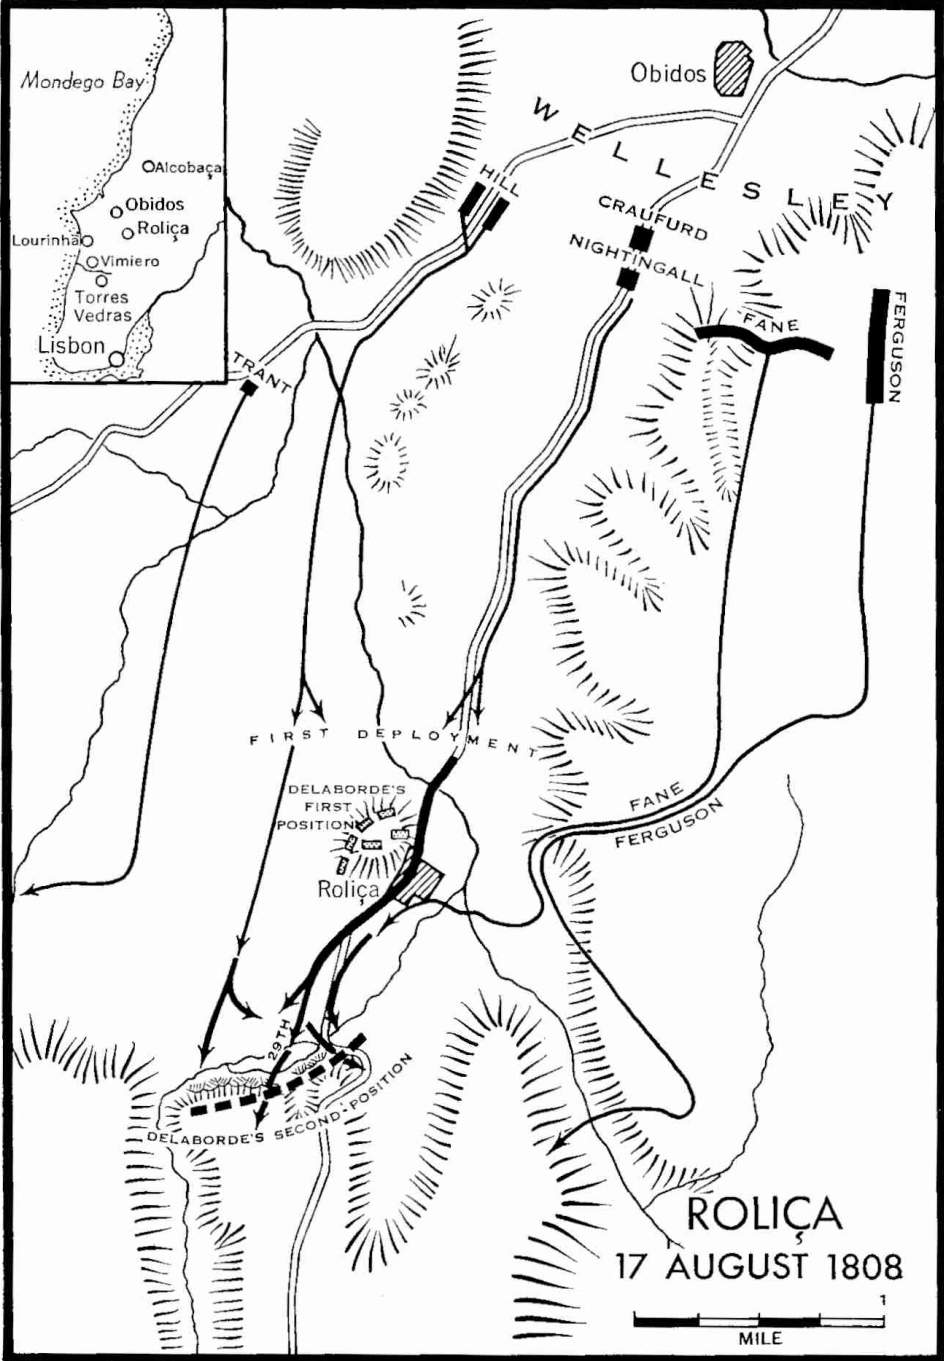 Mondego Bay
Alcobaça
Obidos
Roliça
Lourinhã
Vimiero
Torres
Vedras
Lisbon
Obidos
WELLESLEY
HILL
CRAUFURD
NIGHTINGALL
FANE
FERGUSON
TRANT
FIRST DEPLOYMENT
DELABORDE'S
FIRST
POSITION
Roliça
FANE
FERGUSON
29TH
DELABORDE'S SECOND-POSITION
ROLIÇA
17 AUGUST 1808
1
MILE